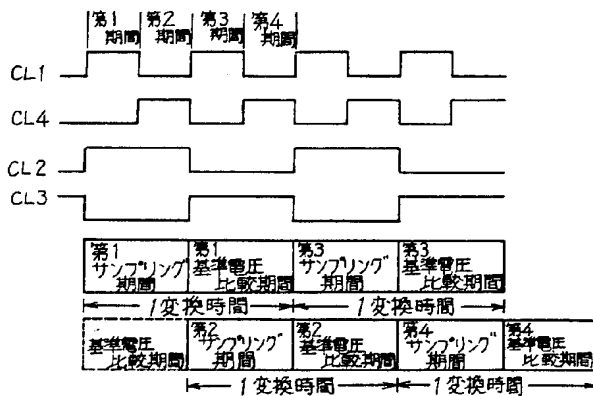 第1 第2 第3 第4
期間 期間 期間 期間
CL1
CL4
CL2
CL3
第1 第1 第3 第3
サンプリング 基準電圧 サンプリング 基準電圧
期間 比較期間 期間 比較期間
1変換時間 1変換時間
第2 第2 第4 第4
基準電圧 サンプリング 基準電圧 サンプリング 基準電圧
比較期間 期間 比較期間 期間 比較期間
1変換時間 1変換時間